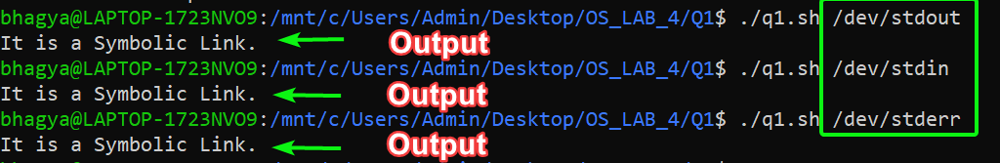 bhagya@LAPTOP-1723NVO9:/mnt/c/Users/Admin/Desktop/OS_LAB_4/Q1$ ./q1.sh /dev/stdout
It is a Symbolic Link. Output
bhagya@LAPTOP-1723NVO9:/mnt/c/Users/Admin/Desktop/OS_LAB_4/Q1$ ./q1.sh /dev/stdin
It is a Symbolic Link. Output
bhagya@LAPTOP-1723NVO9:/mnt/c/Users/Admin/Desktop/OS_LAB_4/Q1$ ./q1.sh /dev/stderr
It is a Symbolic Link. Output